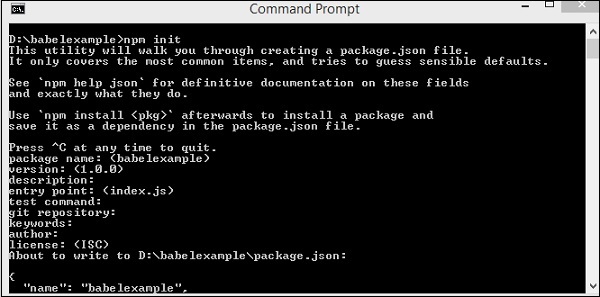 Command Prompt
D:\babelexample>npm init
This utility will walk you through creating a package.json file.
It only covers the most common items, and tries to guess sensible defaults.
See `npm help json` for definitive documentation on these fields
and exactly what they do.
Use `npm install <pkg>` afterwards to install a package and
save it as a dependency in the package.json file.
Press ^C at any time to quit.
package name: (babelexample)
version: (1.0.0)
description:
entry point: (index.js)
test command:
git repository:
keywords:
author:
license: (ISC)
About to write to D:\babelexample\package.json:
{
  "name": "babelexample",